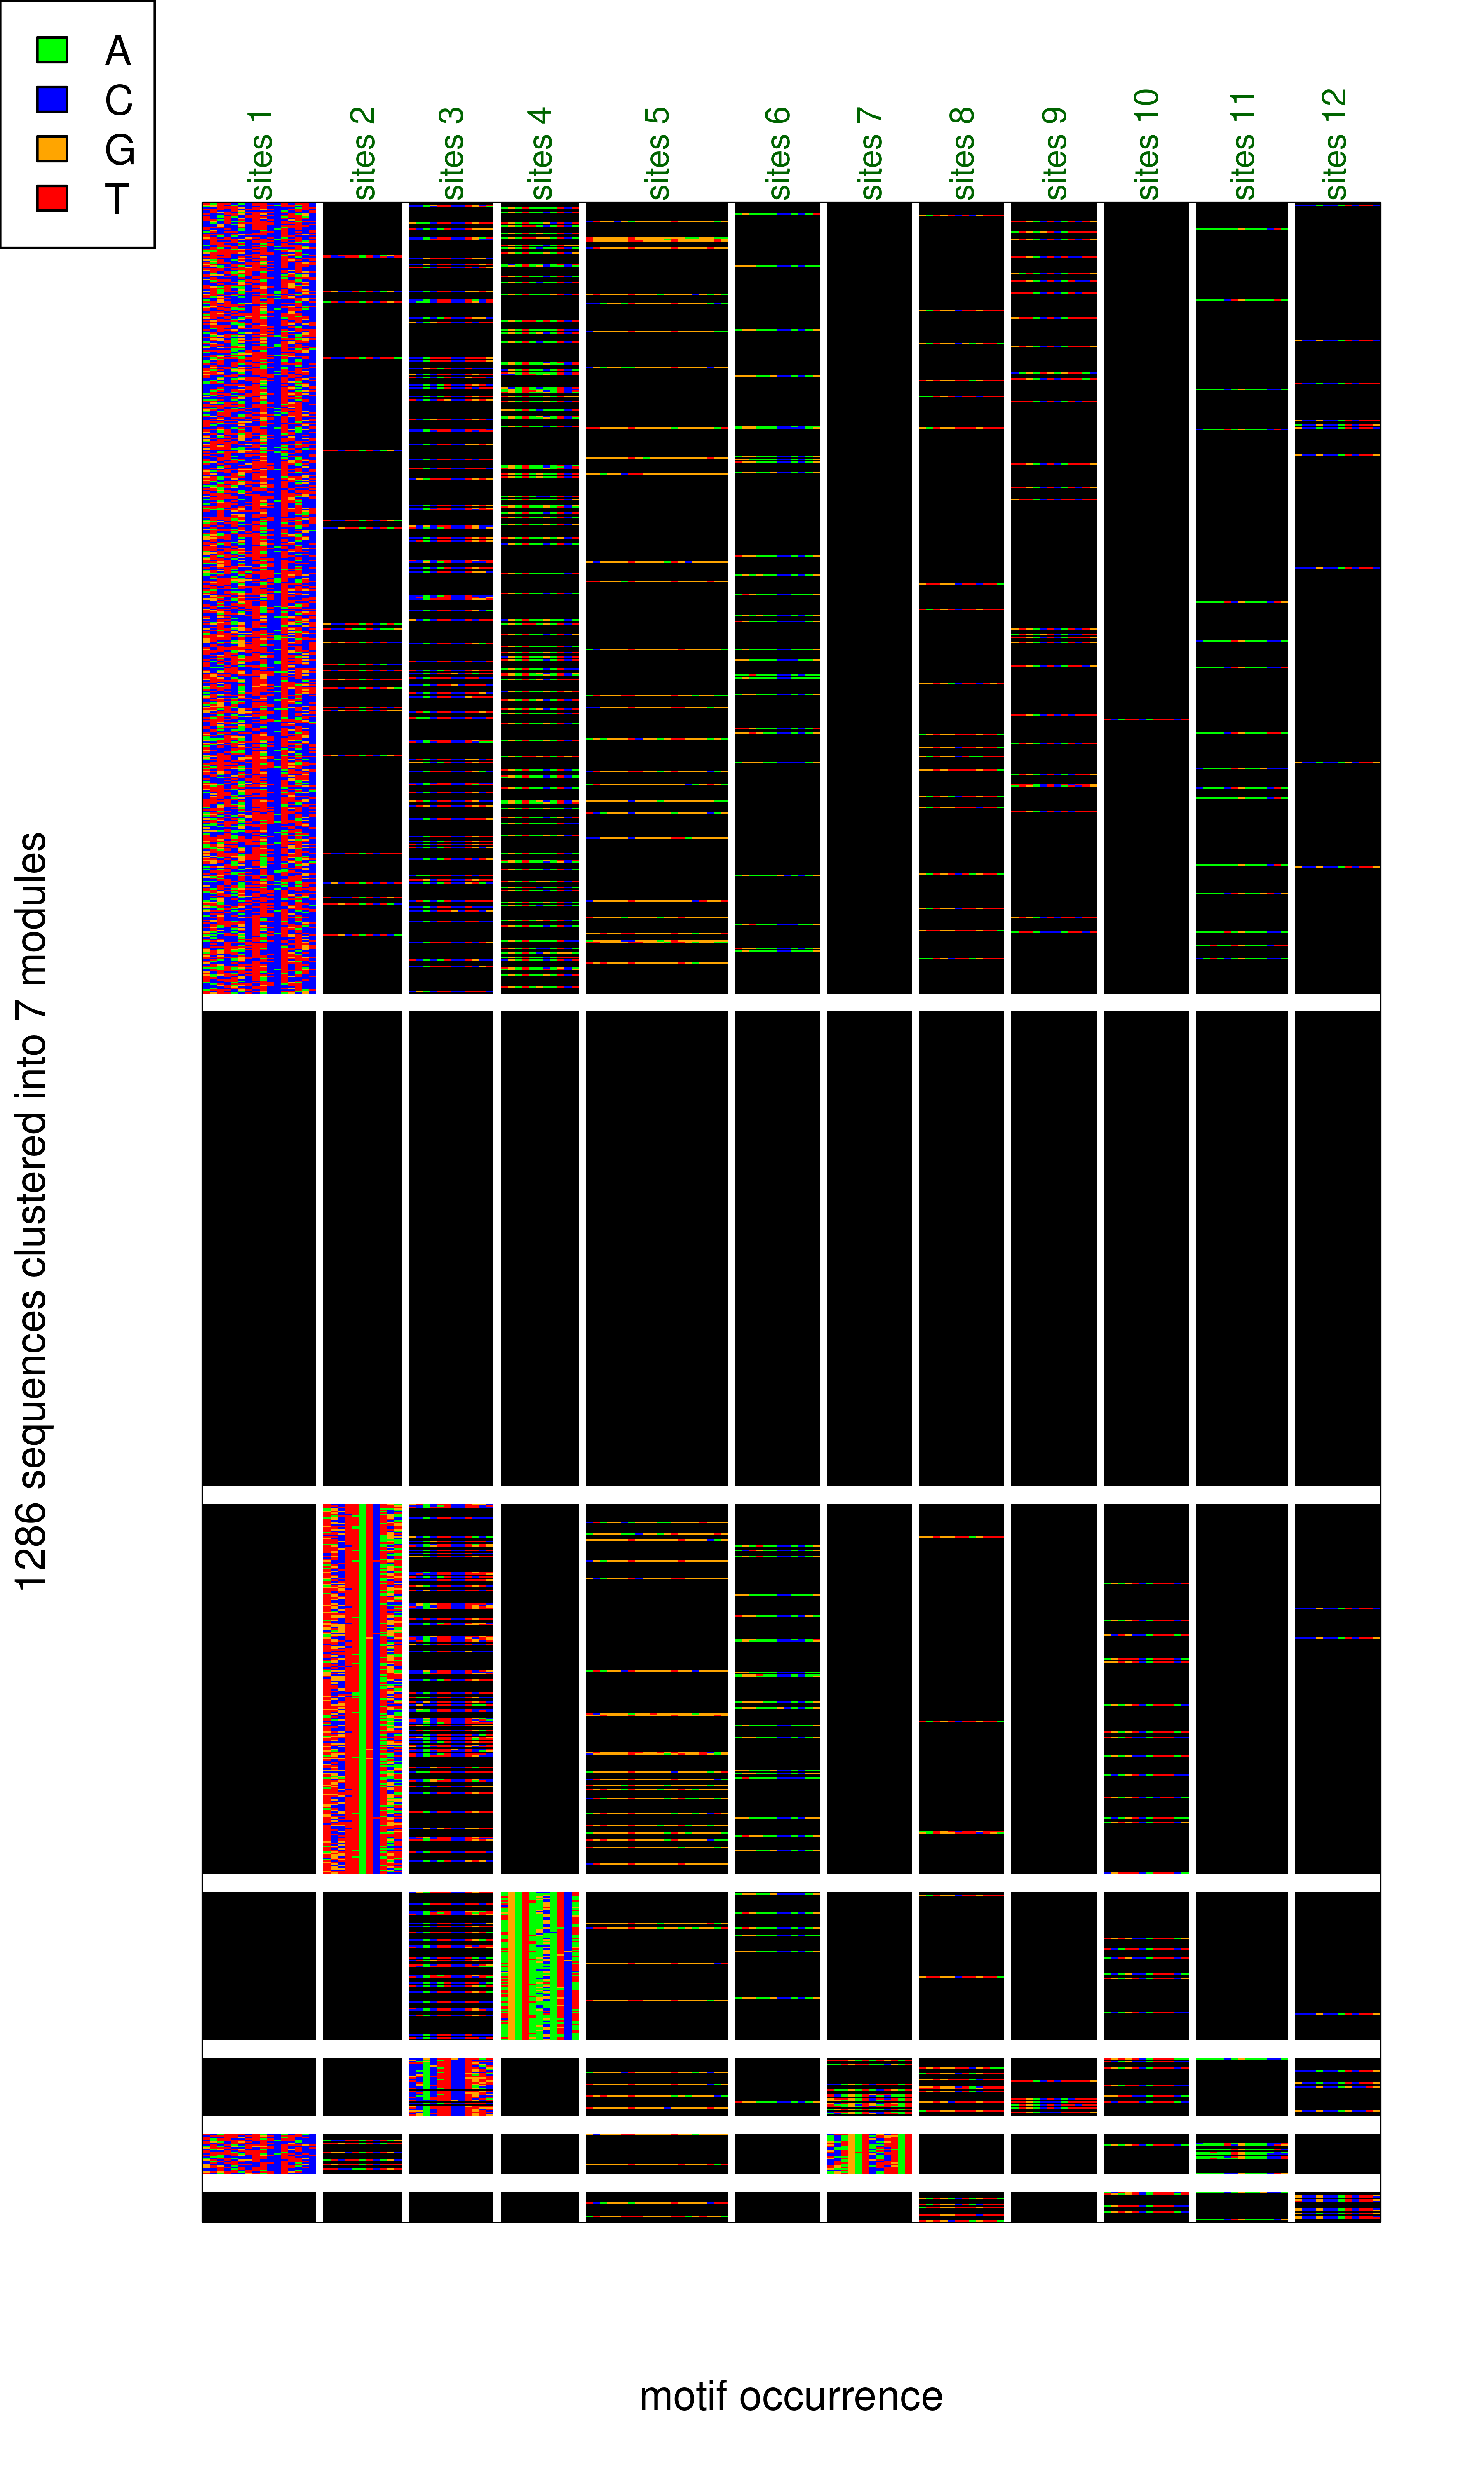 A
C
G
T
sites 1
sites 2
sites 3
sites 4
sites 5
sites 6
sites 7
sites 8
sites 9
sites 10
sites 11
sites 12
1286 sequences clustered into 7 modules
motif occurrence